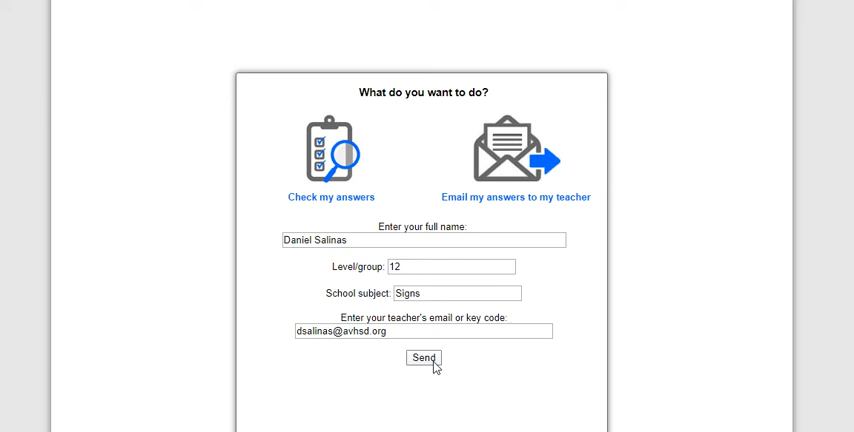 What do you want to do?
Check my answers
Email my answers to my teacher
Enter your full name:
Daniel Salinas
Level/group: 12
School subject: Signs
Enter your teacher's email or key code:
dsalinas@avhsd.org
Send